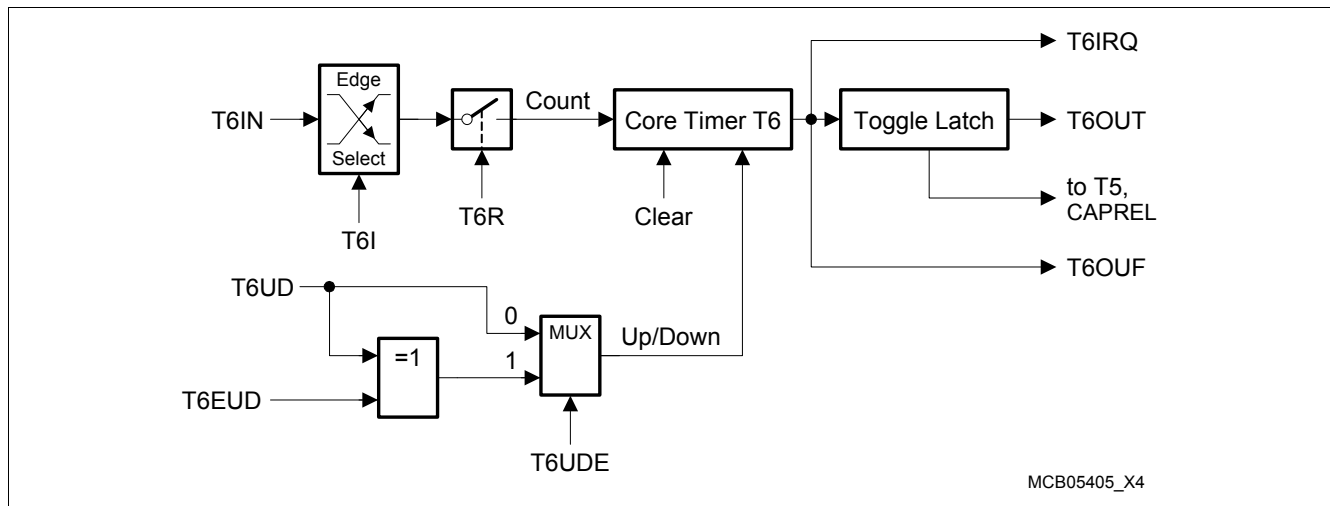 T6IRQ
Edge
Select
T6IN
Count
Core Timer T6
Toggle Latch
T6OUT
T6R
Clear
to T5,
CAPREL
T6I
T6UD
T6OUF
0
MUX
Up/Down
=1
1
T6EUD
T6UDE
MCB05405_X4